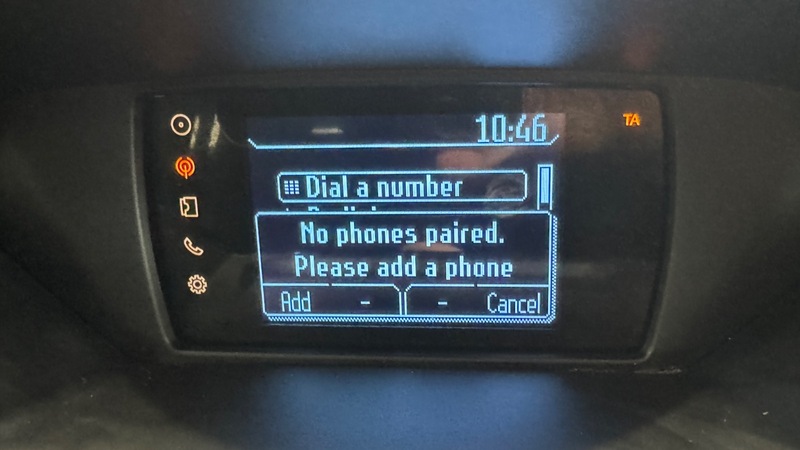 10:46
TA
Dial a number
No phones paired.
Please add a phone
Add - - Cancel